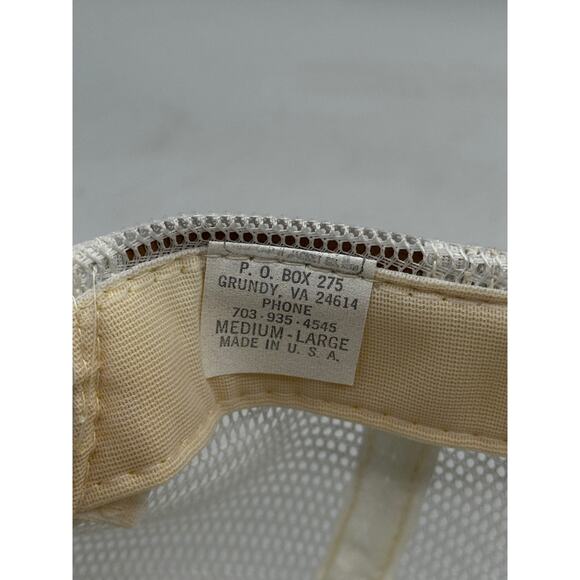 P. O. BOX 275
GRUNDY, VA 24614
PHONE
703-935-4545
MEDIUM-LARGE
MADE IN U. S. A.